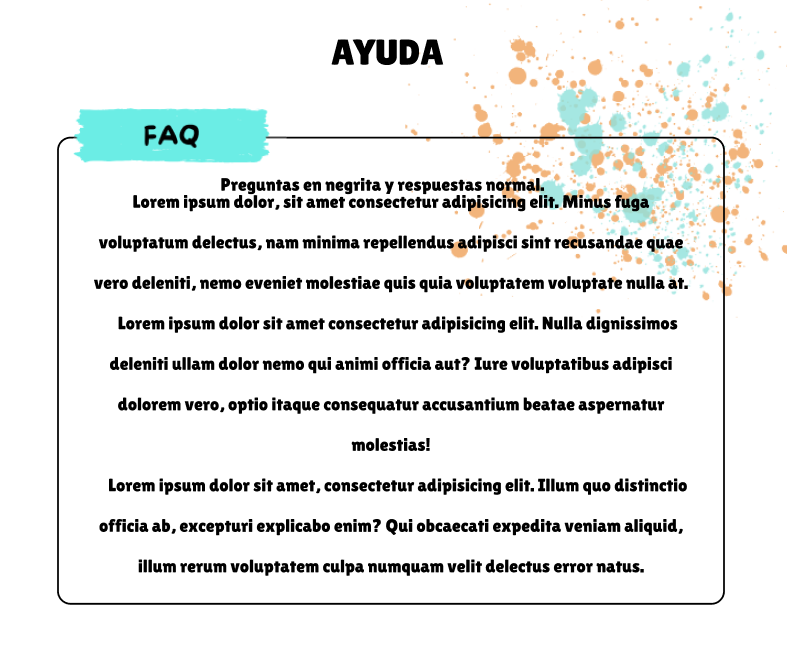 AYUDA
FAQ
Preguntas en negrita y respuestas normal.
Lorem ipsum dolor, sit amet consectetur adipisicing elit. Minus fuga
voluptatum delectus, nam minima repellendus adipisci sint recusandae quae
vero deleniti, nemo eveniet molestiae quis quia voluptatem voluptate nulla at.
Lorem ipsum dolor sit amet consectetur adipisicing elit. Nulla dignissimos
deleniti ullam dolor nemo qui animi officia aut? Iure voluptatibus adipisci
dolorem vero, optio itaque consequatur accusantium beatae aspernatur
molestias!
Lorem ipsum dolor sit amet, consectetur adipisicing elit. Illum quo distinctio
officia ab, excepturi explicabo enim? Qui obcaecati expedita veniam aliquid,
illum rerum voluptatem culpa numquam velit delectus error natus.